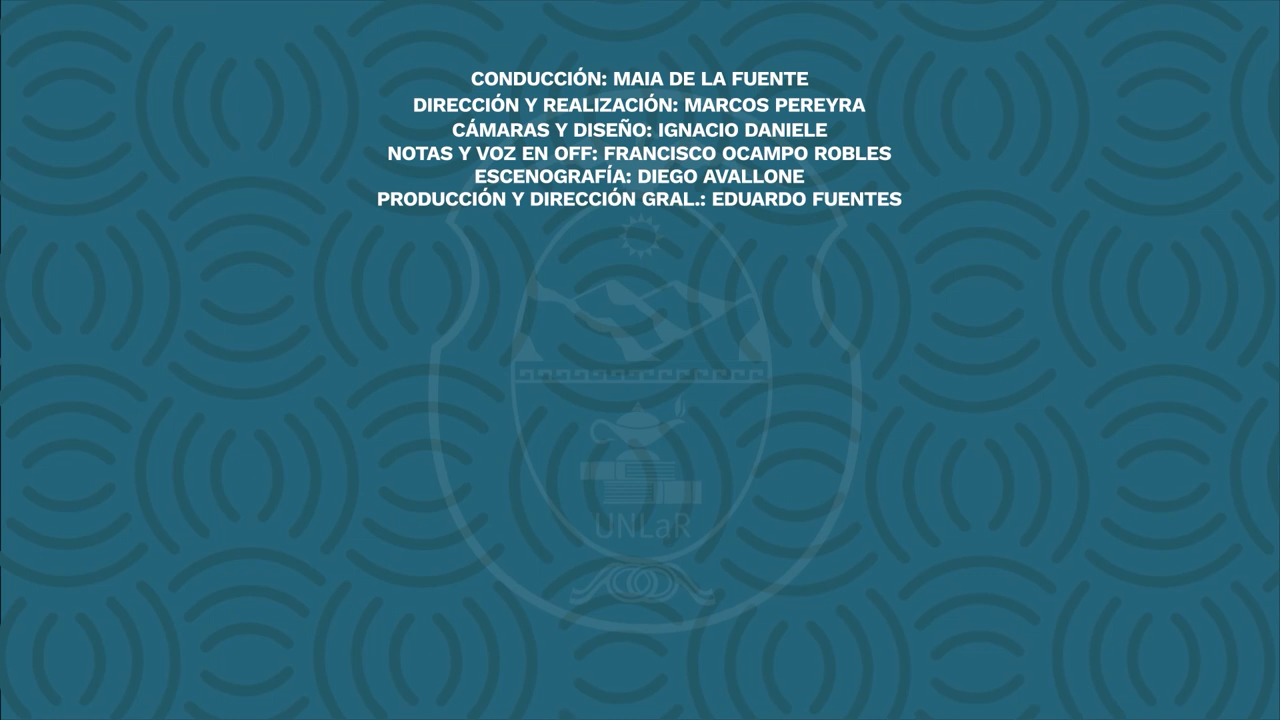 CONDUCCIÓN: MAIA DE LA FUENTE
DIRECCIÓN Y REALIZACIÓN: MARCOS PEREYRA
CÁMARAS Y DISEÑO: IGNACIO DANIELE
NOTAS Y VOZ EN OFF: FRANCISCO OCAMPO ROBLES
ESCENOGRAFÍA: DIEGO AVALLONE
PRODUCCIÓN Y DIRECCIÓN GRAL.: EDUARDO FUENTES
UNLaR